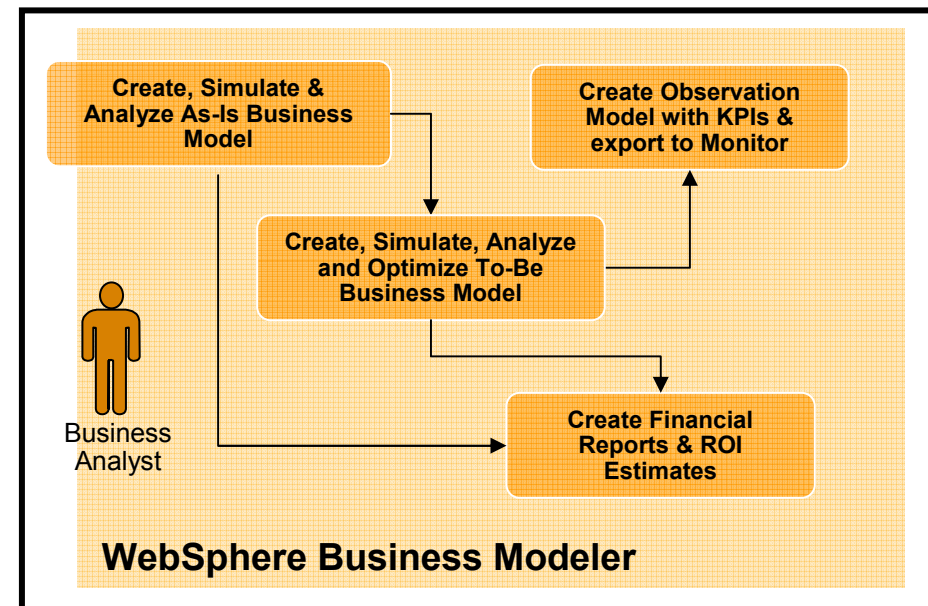 Create, Simulate &
Analyze As-Is Business
Model
Create Observation
Model with KPIs &
export to Monitor
Create, Simulate, Analyze
and Optimize To-Be
Business Model
Business
Analyst
Create Financial
Reports & ROI
Estimates
WebSphere Business Modeler